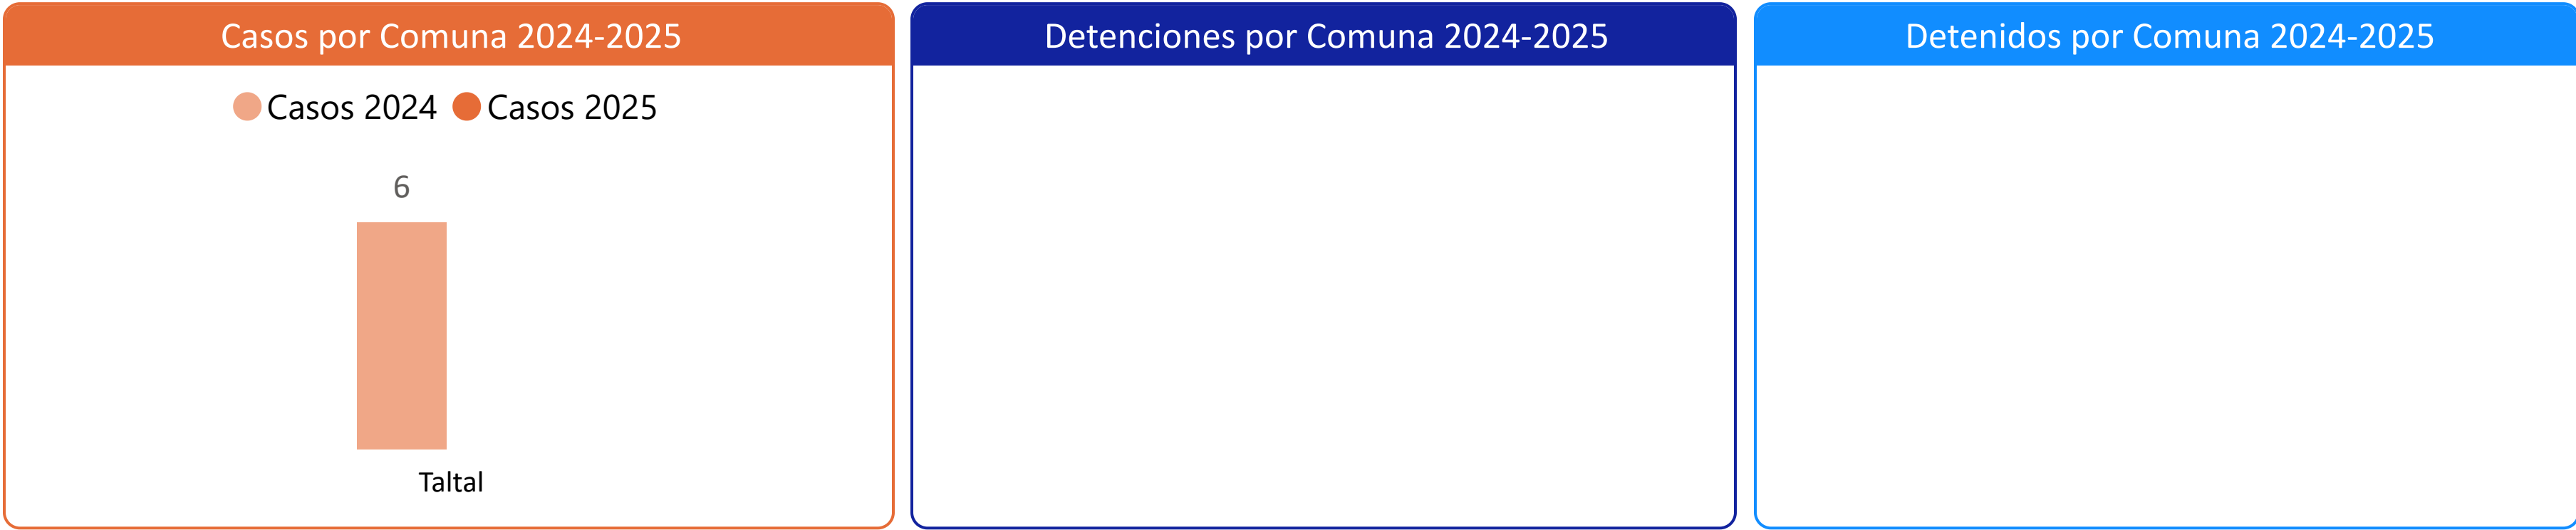 Casos por Comuna 2024-2025
Casos 2024 Casos 2025
6
Taltal
Detenciones por Comuna 2024-2025
Detenidos por Comuna 2024-2025